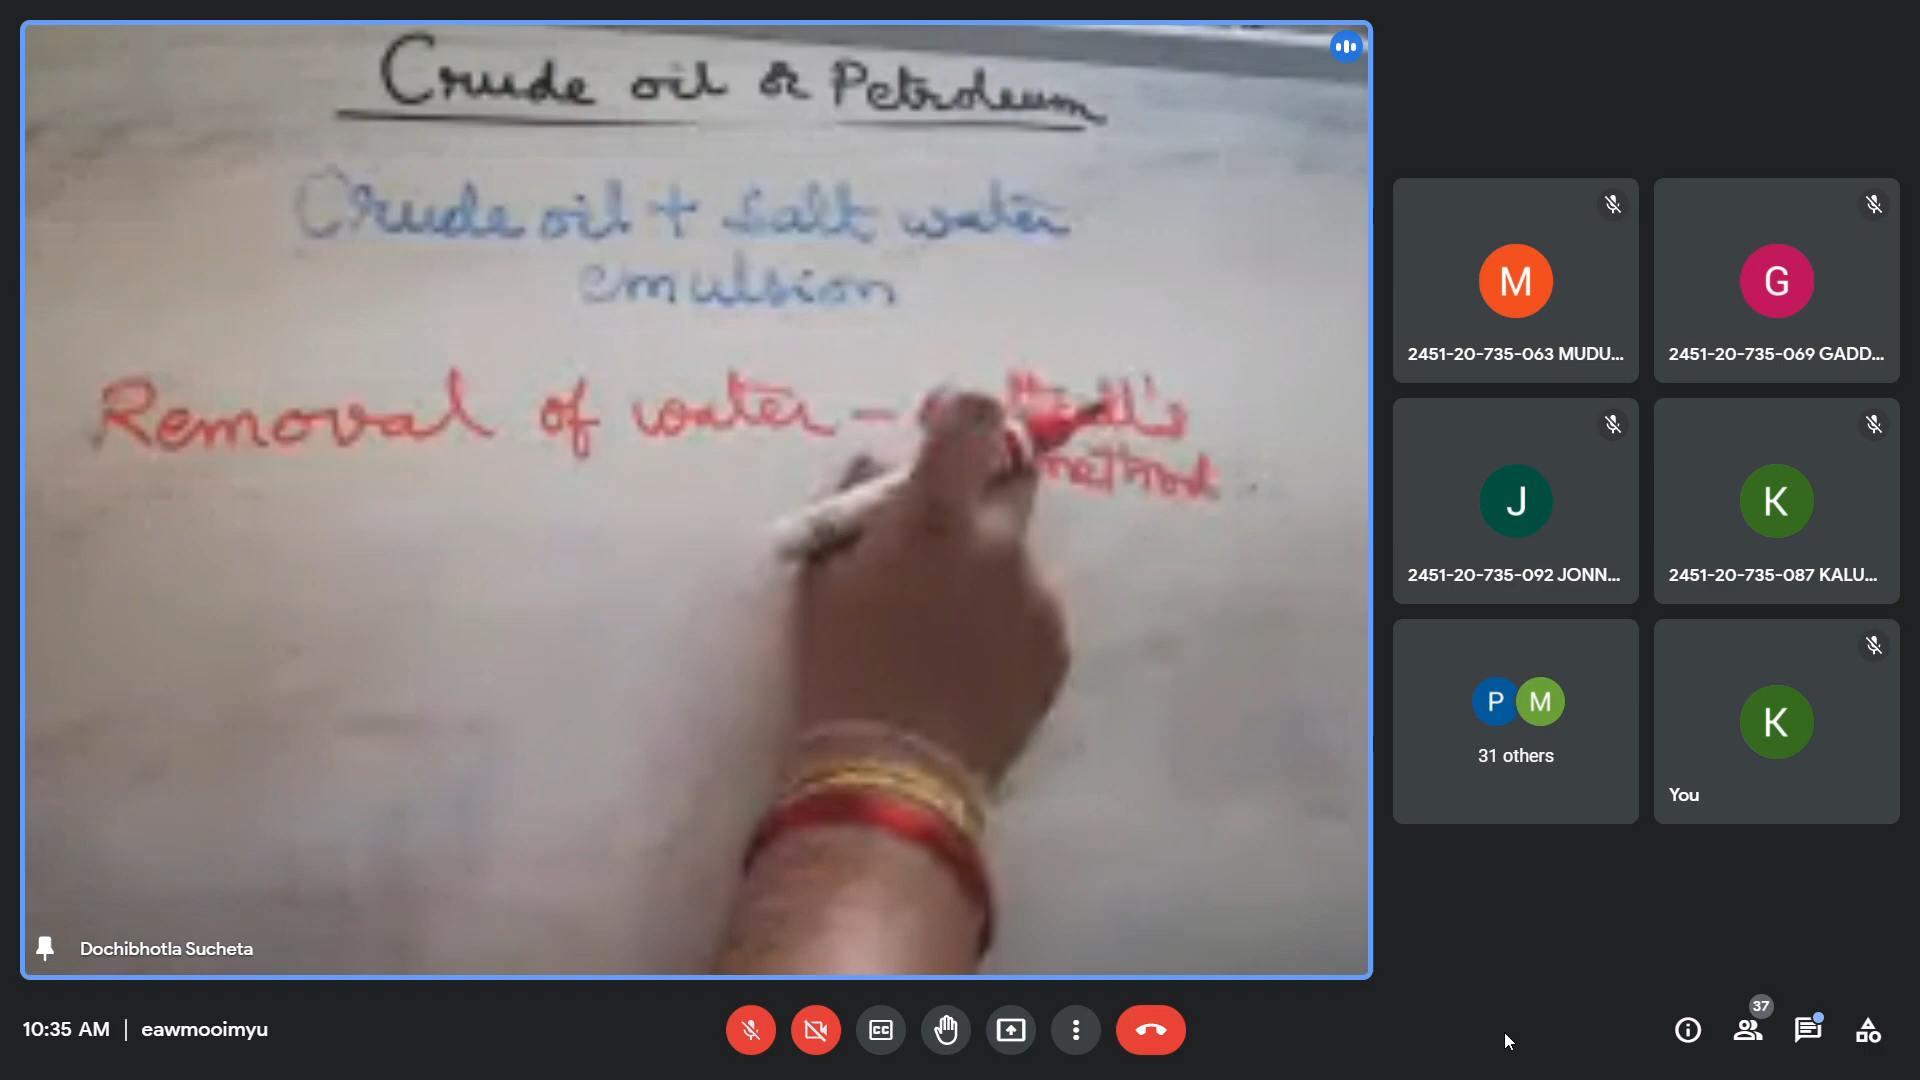 Crude oil or Petroleum
Crude oil + Salt water
emulsion
Removal of water –
method
Dochibhotla Sucheta
M
2451-20-735-063 MUDU...
G
2451-20-735-069 GADD...
J
2451-20-735-092 JONN...
K
2451-20-735-087 KALU...
P M
31 others
K
You
10:35 AM | eawmooimyu
CC
37